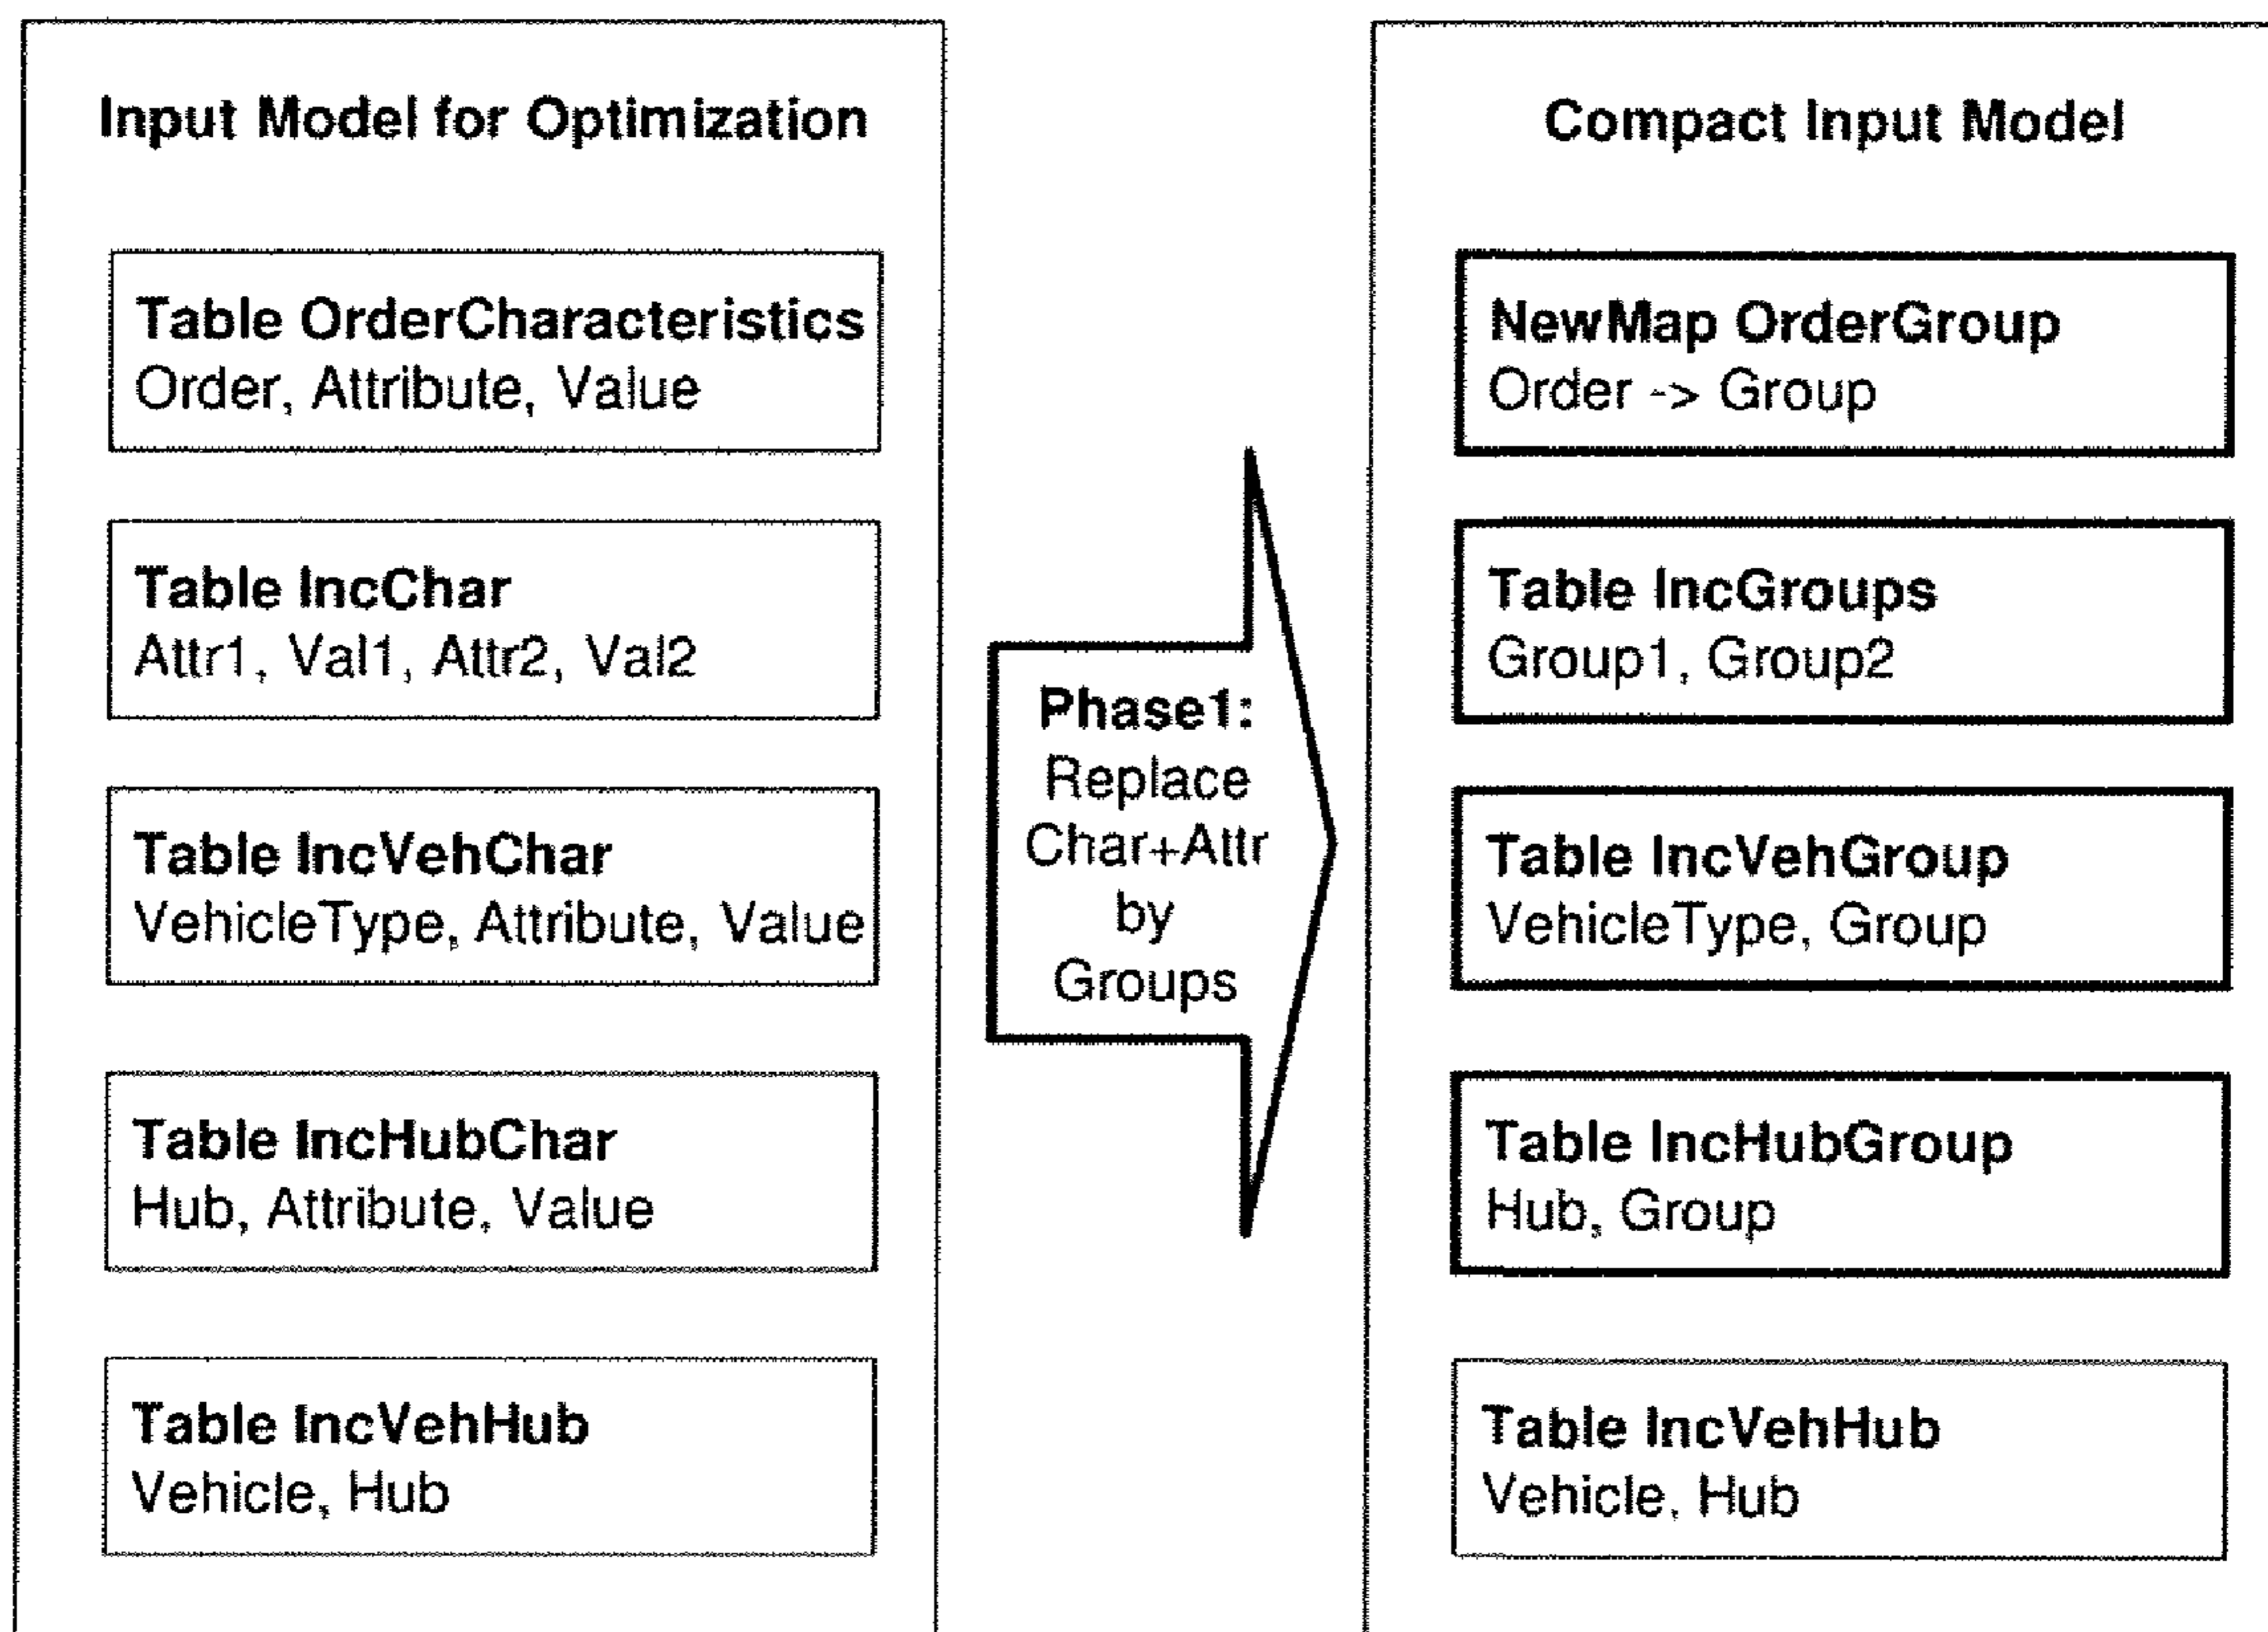 Input Model for Optimization
Table OrderCharacteristics
Order, Attribute, Value
Table IncChar
Attr1, Val1, Attr2, Val2
Table IncVehChar
VehicleType, Attribute, Value
Table IncHubChar
Hub, Attribute, Value
Table IncVehHub
Vehicle, Hub
Phase1:
Replace
Char+Attr
by
Groups
Compact Input Model
NewMap OrderGroup
Order -> Group
Table IncGroups
Group1, Group2
Table IncVehGroup
VehicleType, Group
Table IncHubGroup
Hub, Group
Table IncVehHub
Vehicle, Hub